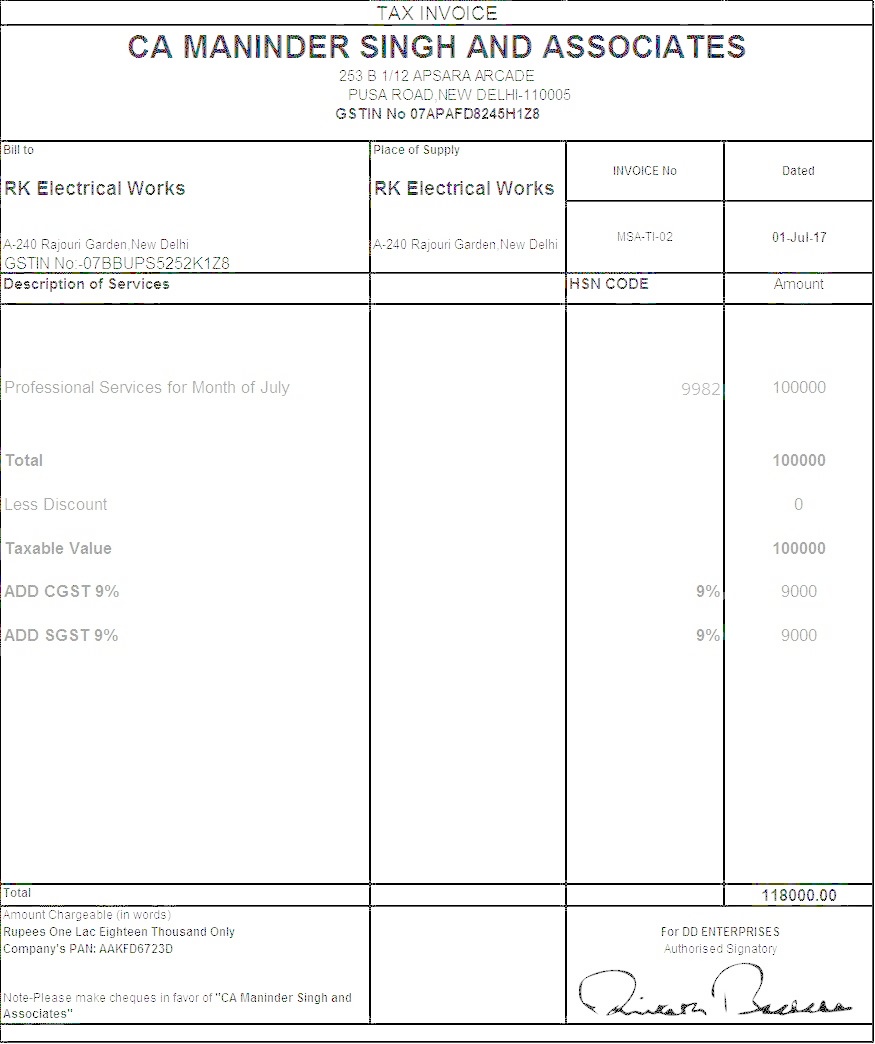 TAX INVOICE
CA MANINDER SINGH AND ASSOCIATES
253 B 1/12 APSARA ARCADE
PUSA ROAD,NEW DELHI-110005
GSTIN No 07APAFD8245H1Z8
Bill to
Place of Supply
INVOICE No
Dated
RK Electrical Works
RK Electrical Works
MSA-TI-02
01-Jul-17
A-240 Rajouri Garden,New Delhi
A-240 Rajouri Garden,New Delhi
GSTIN No:-07BBUPS5252K1Z8
Description of Services
HSN CODE
Amount
Professional Services for Month of July 9982 100000
Total 100000
Less Discount 0
Taxable Value 100000
ADD CGST 9% 9% 9000
ADD SGST 9% 9% 9000
Total 118000.00
Amount Chargeable (in words)
Rupees One Lac Eighteen Thousand Only
Company's PAN: AAKFD6723D
Note-Please make cheques in favor of "CA Maninder Singh and
Associates"
For DD ENTERPRISES
Authorised Signatory